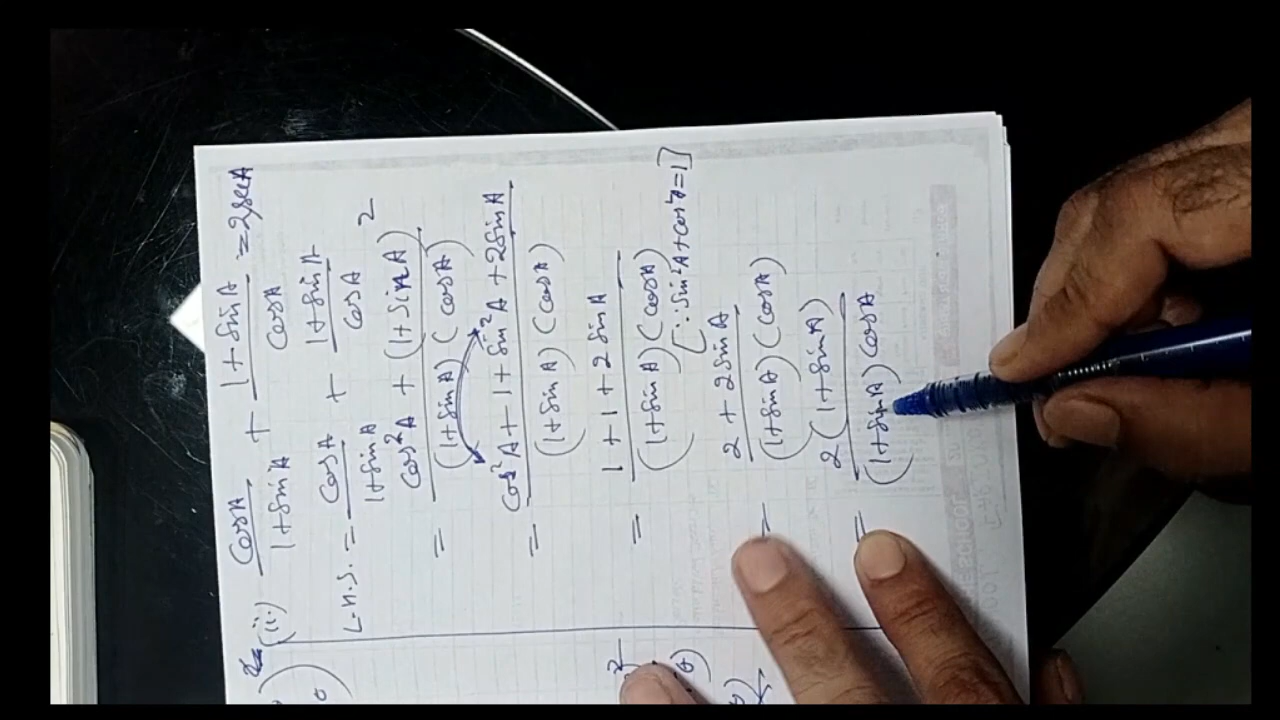 (ii) cosA/1+sinA + 1+sinA/cosA = 2secA
L.H.S. = cosA/1+sinA + 1+sinA/cosA
= cos²A + (1+sinA)²/(1+sinA)(cosA)
= cos²A + 1 + sin²A + 2sinA/(1+sinA)(cosA)
= 1+1+2sinA/(1+sinA)(cosA)
[∵ sin²A+cos²A=1]
= 2+2sinA/(1+sinA)(cosA)
= 2(1+sinA)/(1+sinA)cosA